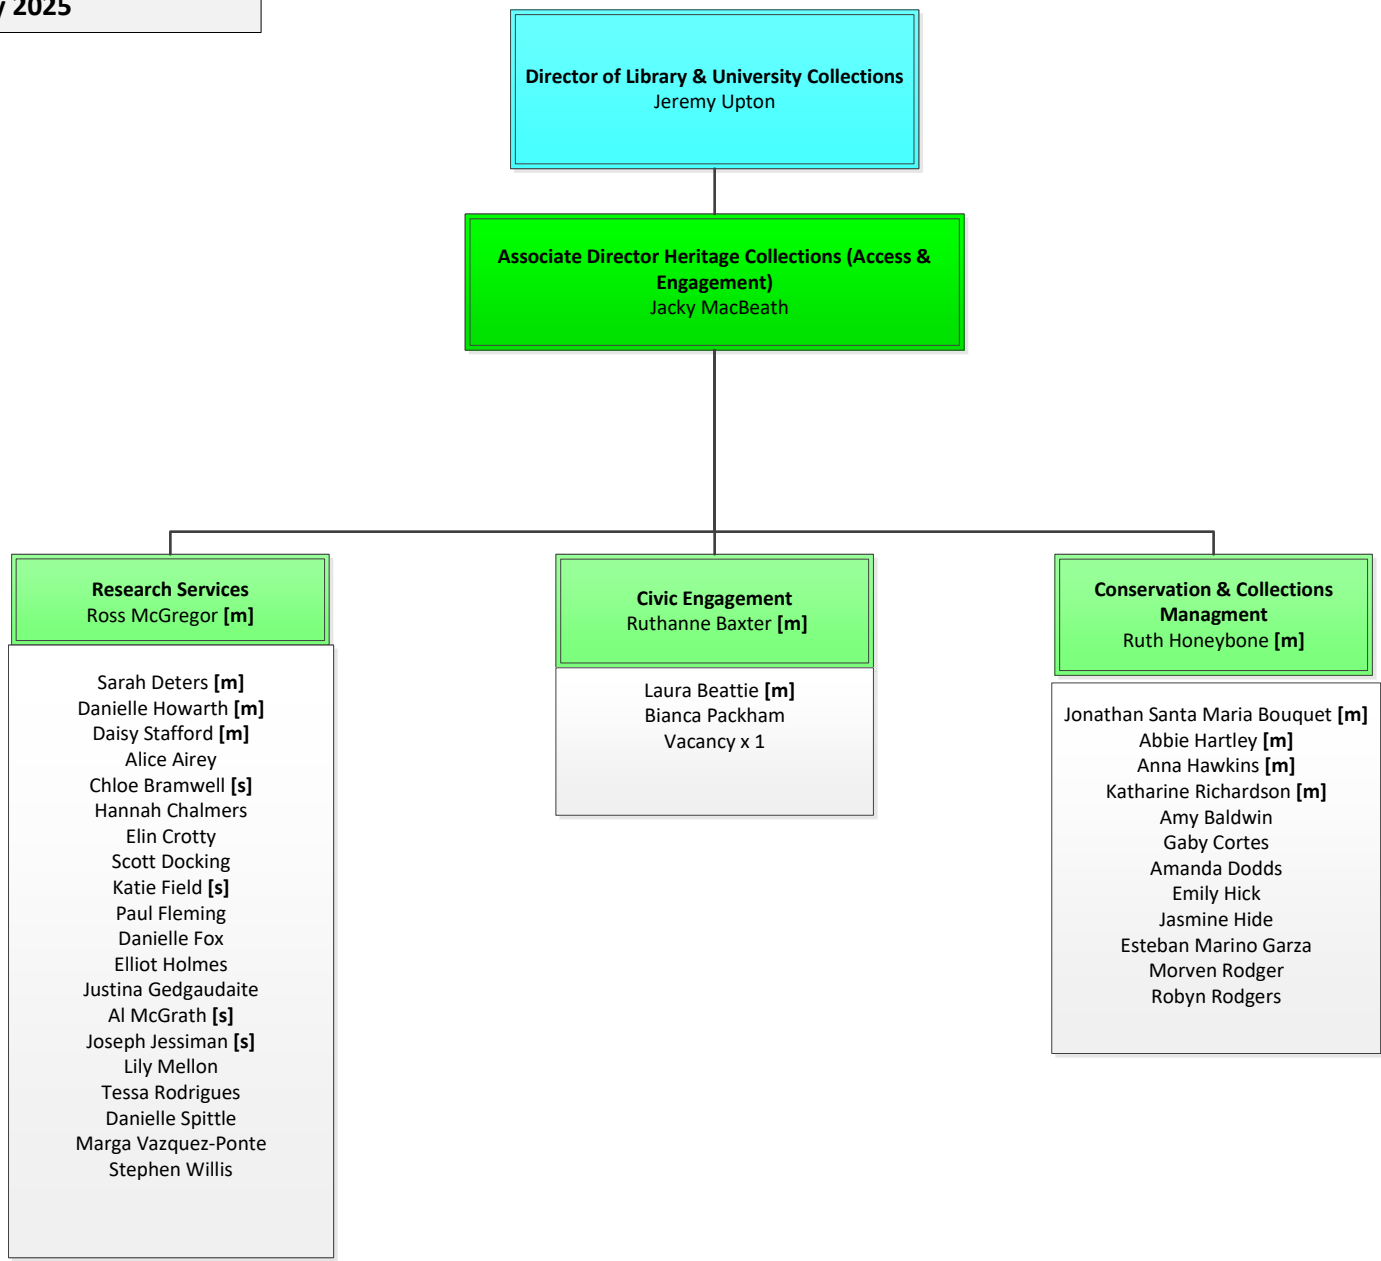 2025
Director of Library & University Collections
Jeremy Upton
Associate Director Heritage Collections (Access &
Engagement)
Jacky MacBeath
Research Services
Ross McGregor [m]
Sarah Deters [m]
Danielle Howarth [m]
Daisy Stafford [m]
Alice Airey
Chloe Bramwell [s]
Hannah Chalmers
Elin Crotty
Scott Docking
Katie Field [s]
Paul Fleming
Danielle Fox
Elliot Holmes
Justina Gedgaudaite
Al McGrath [s]
Joseph Jessiman [s]
Lily Mellon
Tessa Rodrigues
Danielle Spittle
Marga Vazquez-Ponte
Stephen Willis
Civic Engagement
Ruthanne Baxter [m]
Laura Beattie [m]
Bianca Packham
Vacancy x 1
Conservation & Collections
Managment
Ruth Honeybone [m]
Jonathan Santa Maria Bouquet [m]
Abbie Hartley [m]
Anna Hawkins [m]
Katharine Richardson [m]
Amy Baldwin
Gaby Cortes
Amanda Dodds
Emily Hick
Jasmine Hide
Esteban Marino Garza
Morven Rodger
Robyn Rodgers